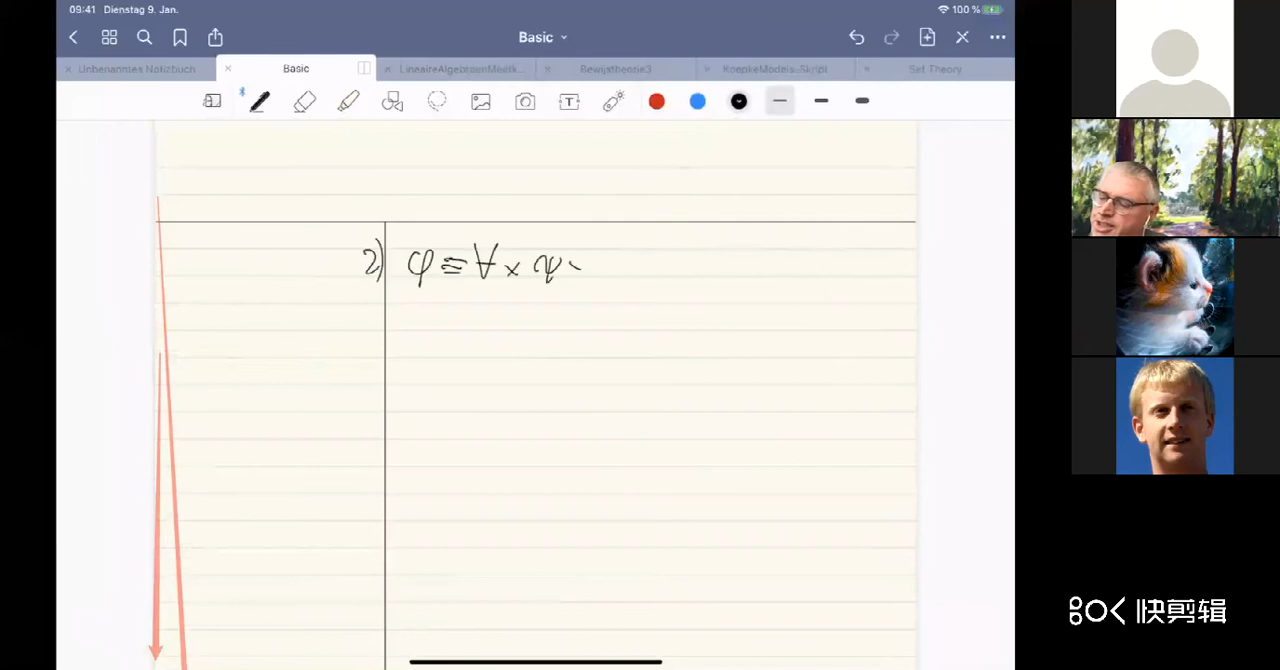 09:41 Dienstag 9. Jan.
100 %
Basic
Unbenanntes Notizbuch
Basic
LineaireAlgebraenMeetk...
Bewijstheorie3
KoepkeModels-Skript
Set Theory
2) φ ≡ ∀x ψ
快剪辑